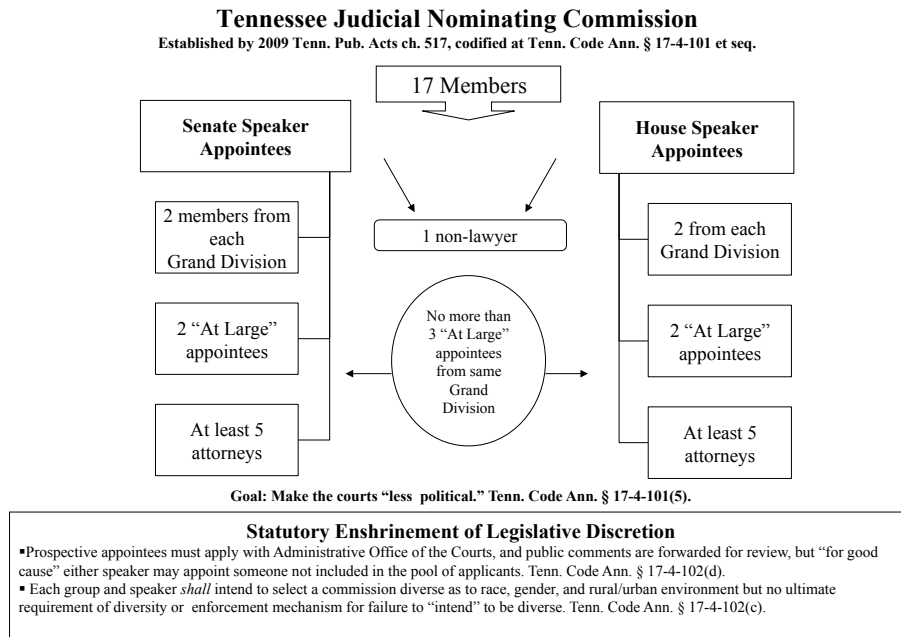 Tennessee Judicial Nominating Commission
Established by 2009 Tenn. Pub. Acts ch. 517, codified at Tenn. Code Ann. § 17-4-101 et seq.
17 Members
Senate Speaker
Appointees
House Speaker
Appointees
2 members from
each
Grand Division
1 non-lawyer
2 from each
Grand Division
2 “At Large”
appointees
No more than
3 “At Large”
appointees
from same
Grand
Division
2 “At Large”
appointees
At least 5
attorneys
At least 5
attorneys
Goal: Make the courts “less  political.” Tenn. Code Ann. § 17-4-101(5).
Statutory Enshrinement of Legislative Discretion
▪Prospective appointees must apply with Administrative Office of the Courts, and public comments are forwarded for review, but “for good
cause” either speaker may appoint someone not included in the pool of applicants. Tenn. Code Ann. § 17-4-102(d).
▪ Each group and speaker shall intend to select a commission diverse as to race, gender, and rural/urban environment but no ultimate
requirement of diversity or  enforcement mechanism for failure to “intend” to be diverse. Tenn. Code Ann. § 17-4-102(c).